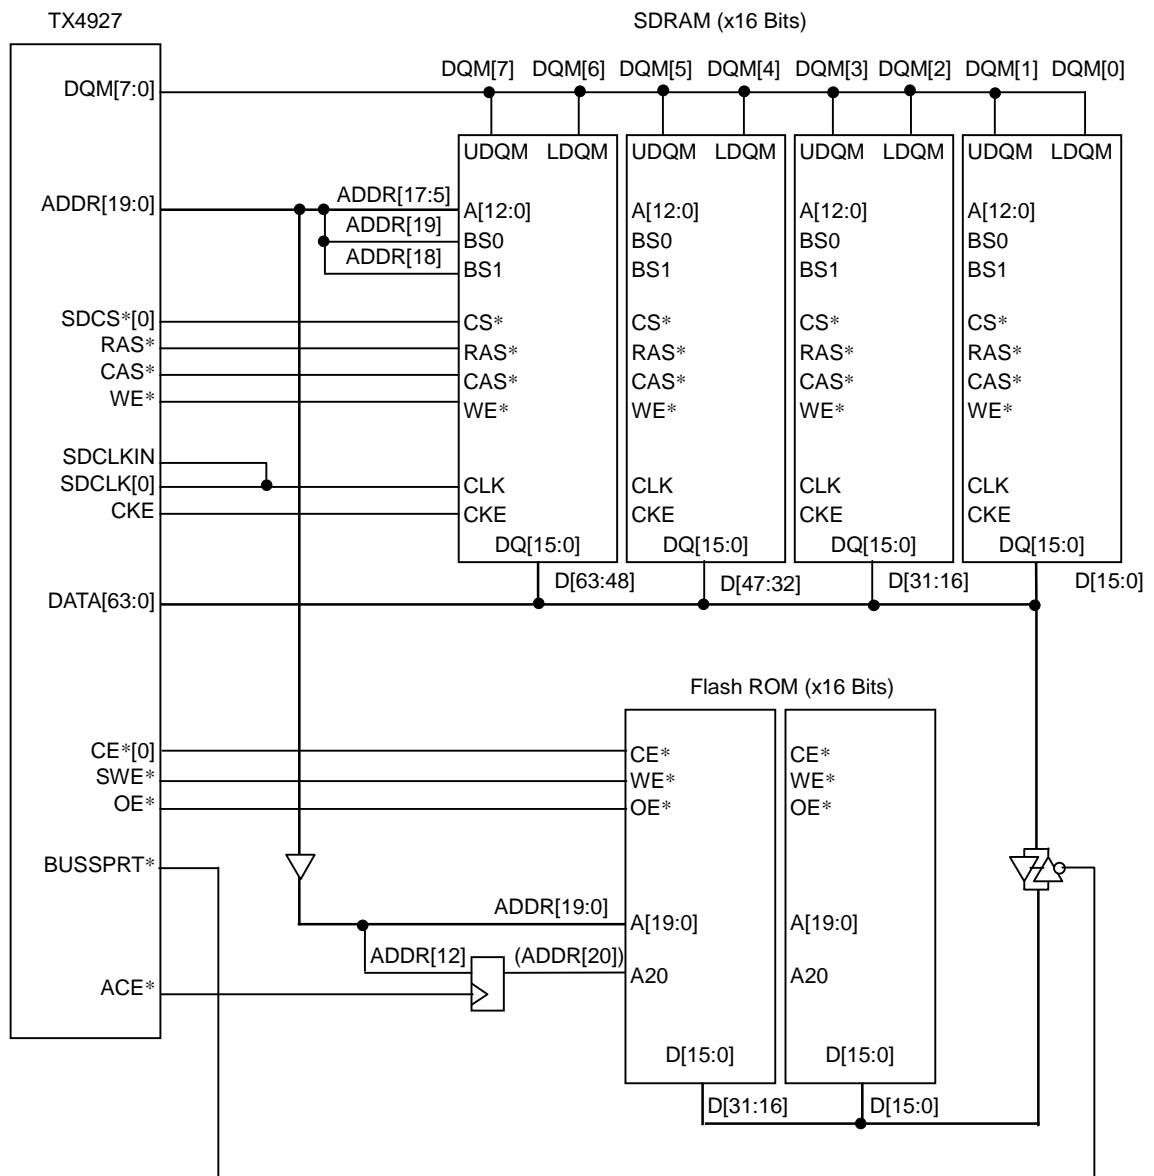 TX4927
SDRAM (x16 Bits)
DQM[7:0]
DQM[7] DQM[6] DQM[5] DQM[4] DQM[3] DQM[2] DQM[1] DQM[0]
UDQM LDQM UDQM LDQM UDQM LDQM UDQM LDQM
ADDR[19:0]
ADDR[17:5]
A[12:0] A[12:0] A[12:0] A[12:0]
ADDR[19]
BS0 BS0 BS0 BS0
ADDR[18]
BS1 BS1 BS1 BS1
SDCS*[0] CS* CS* CS* CS*
RAS* RAS* RAS* RAS* RAS*
CAS* CAS* CAS* CAS* CAS*
WE* WE* WE* WE* WE*
SDCLKIN
SDCLK[0] CLK CLK CLK CLK
CKE CKE CKE CKE CKE
DQ[15:0] DQ[15:0] DQ[15:0] DQ[15:0]
D[63:48] D[47:32] D[31:16] D[15:0]
DATA[63:0]
Flash ROM (x16 Bits)
CE*[0] CE* CE*
SWE* WE* WE*
OE* OE* OE*
BUSSPRT*
ADDR[19:0] A[19:0] A[19:0]
ADDR[12] (ADDR[20]) A20 A20
ACE*
D[15:0] D[15:0]
D[31:16] D[15:0]